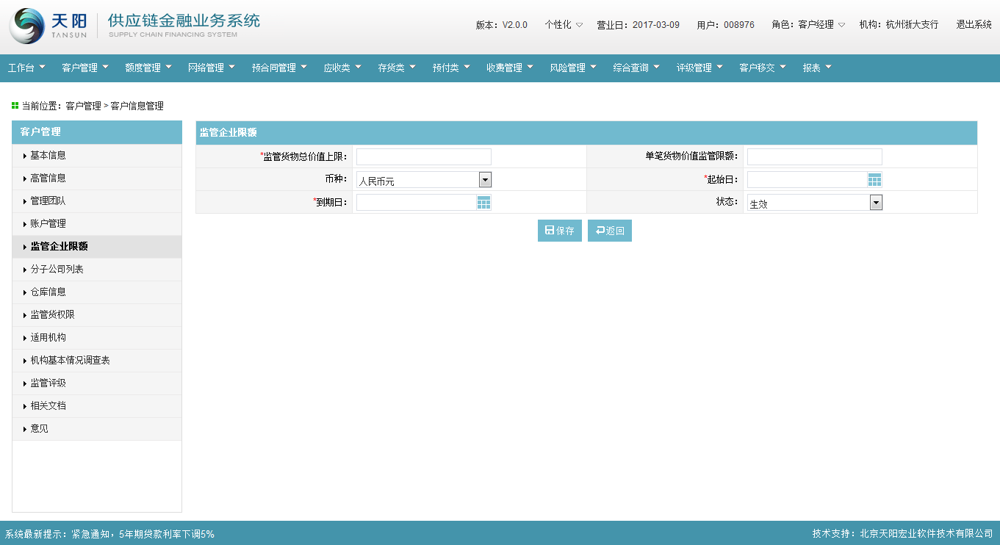 天阳 TANSUN 供应链金融业务系统 SUPPLY CHAIN FINANCING SYSTEM
版本：V2.0.0 个性化 营业日：2017-03-09 用户：008976 角色：客户经理 机构：杭州浙大支行 退出系统
工作台 客户管理 额度管理 网络管理 预合同管理 应收类 存货类 预付类 收费管理 风险管理 综合查询 评级管理 客户移交 报表
当前位置：客户管理 > 客户信息管理
客户管理
基本信息
高管信息
管理团队
账户管理
监管企业限额
分子公司列表
仓库信息
监管货权限
适用机构
机构基本情况调查表
监管评级
相关文档
意见
监管企业限额
*监管货物总价值上限： 单笔货物价值监管限额：
币种： 人民币元 *起始日：
*到期日： 状态： 生效
保存 返回
系统最新提示：紧急通知，5年期贷款利率下调5% 技术支持：北京天阳宏业软件技术有限公司